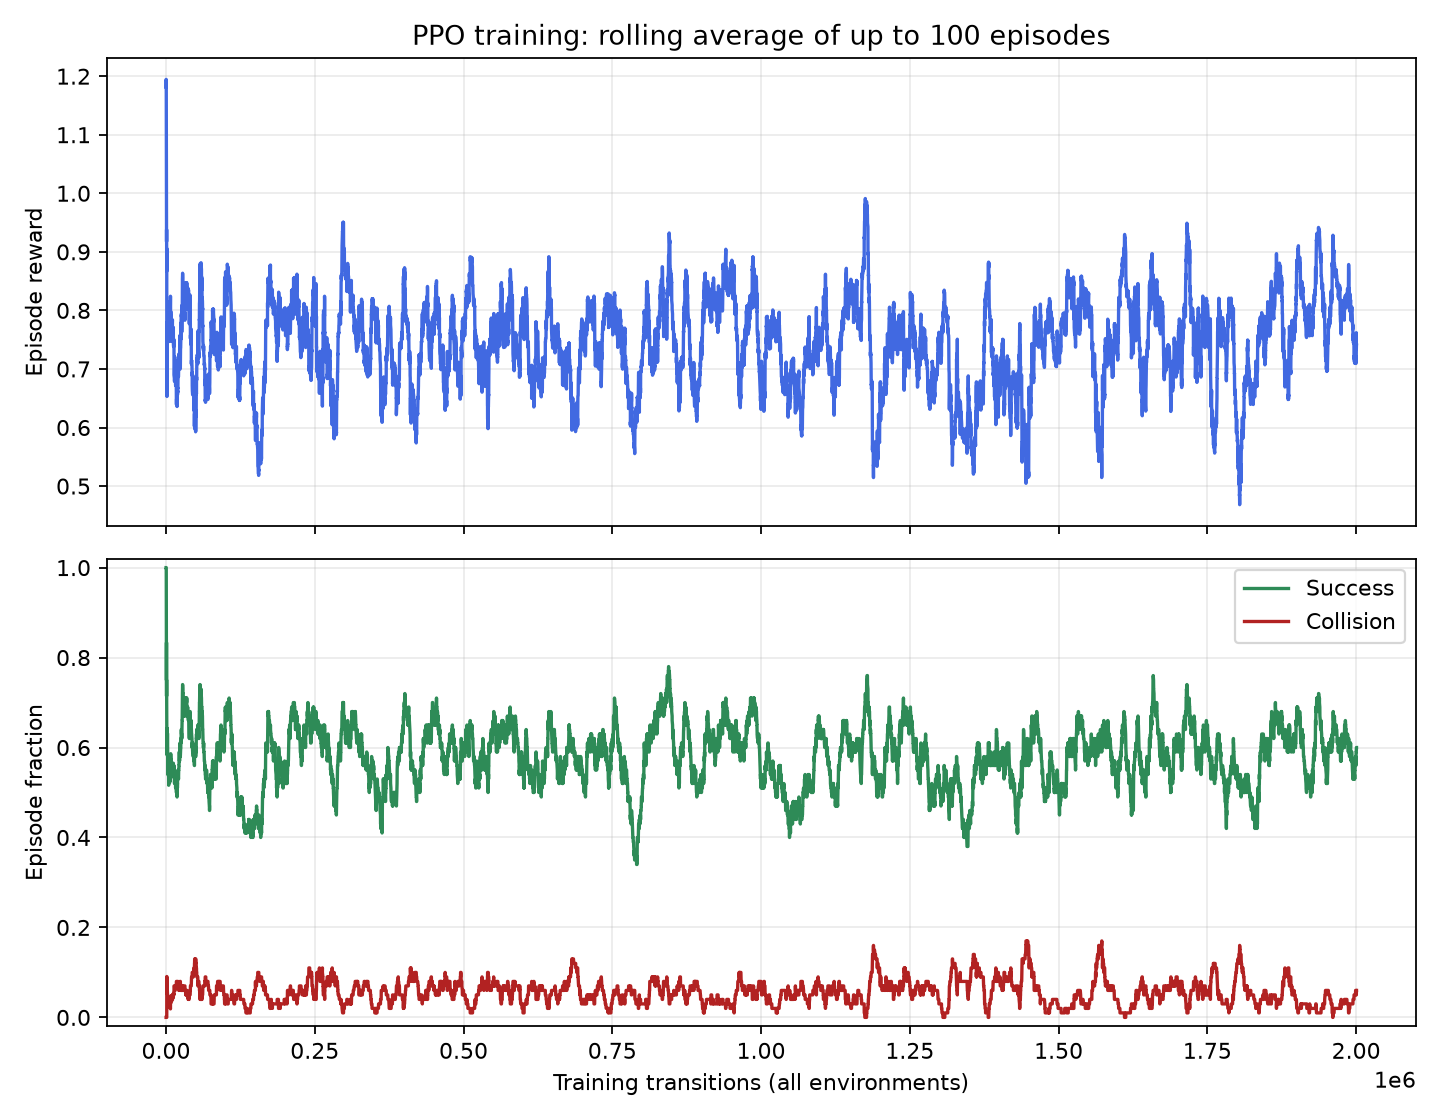 PPO training: rolling average of up to 100 episodes
1.2
1.1
1.0
0.9
0.8
0.7
0.6
0.5
Episode reward
1.0
0.8
0.6
0.4
0.2
0.0
Episode fraction
Success
Collision
0.00 0.25 0.50 0.75 1.00 1.25 1.50 1.75 2.00
1e6
Training transitions (all environments)